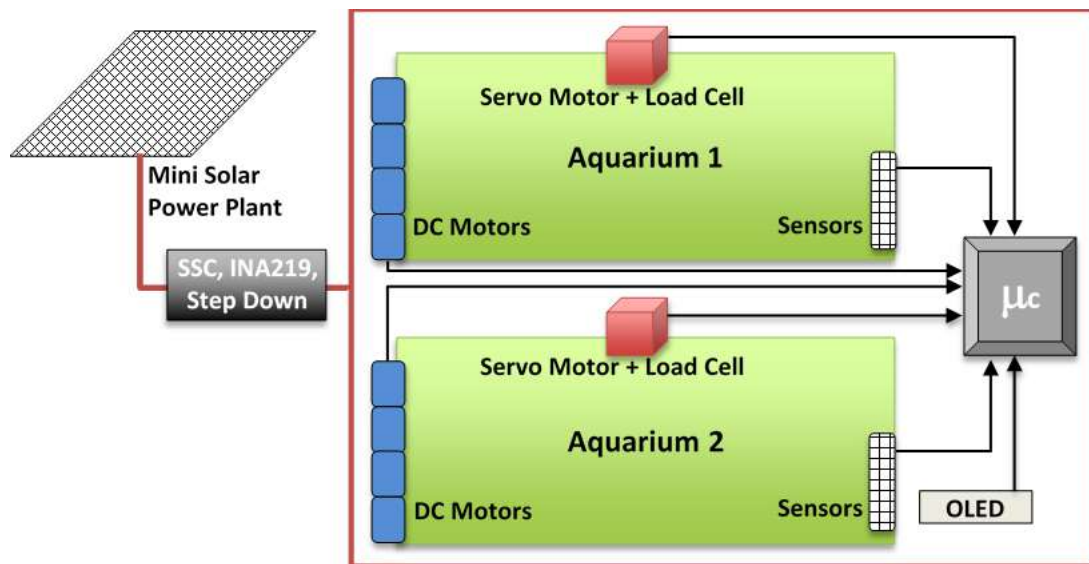 Mini Solar
Power Plant
SSC, INA219,
Step Down
Servo Motor + Load Cell
Aquarium 1
DC Motors
Sensors
μc
Servo Motor + Load Cell
Aquarium 2
DC Motors
Sensors
OLED